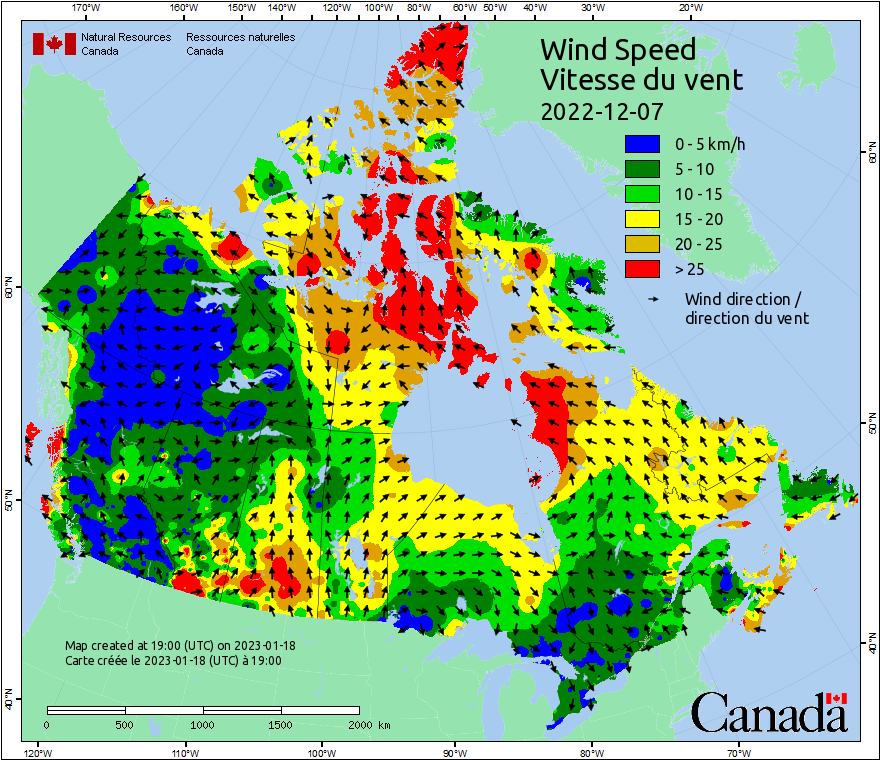 170°W 160°W 150°W 140°W 120°W 100°W 80°W 60°W 50°W 40°W 30°W 20°W
Natural Resources Canada
Ressources naturelles Canada
Wind Speed
Vitesse du vent
2022-12-07
0 - 5 km/h
5 - 10
10 - 15
15 - 20
20 - 25
> 25
Wind direction /
direction du vent
60°N
50°N
40°N
60°N
50°N
40°N
Map created at 19:00 (UTC) on 2023-01-18
Carte créée le 2023-01-18 (UTC) à 19:00
0 500 1000 1500 2000 km
Canada
120°W 110°W 100°W 90°W 80°W 70°W